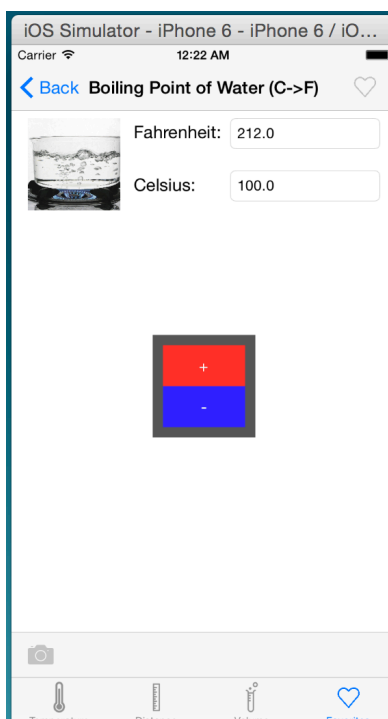 iOS Simulator - iPhone 6 - iPhone 6 / iO...
Carrier 12:22 AM
Back Boiling Point of Water (C->F)
Fahrenheit: 212.0
Celsius: 100.0
+
-